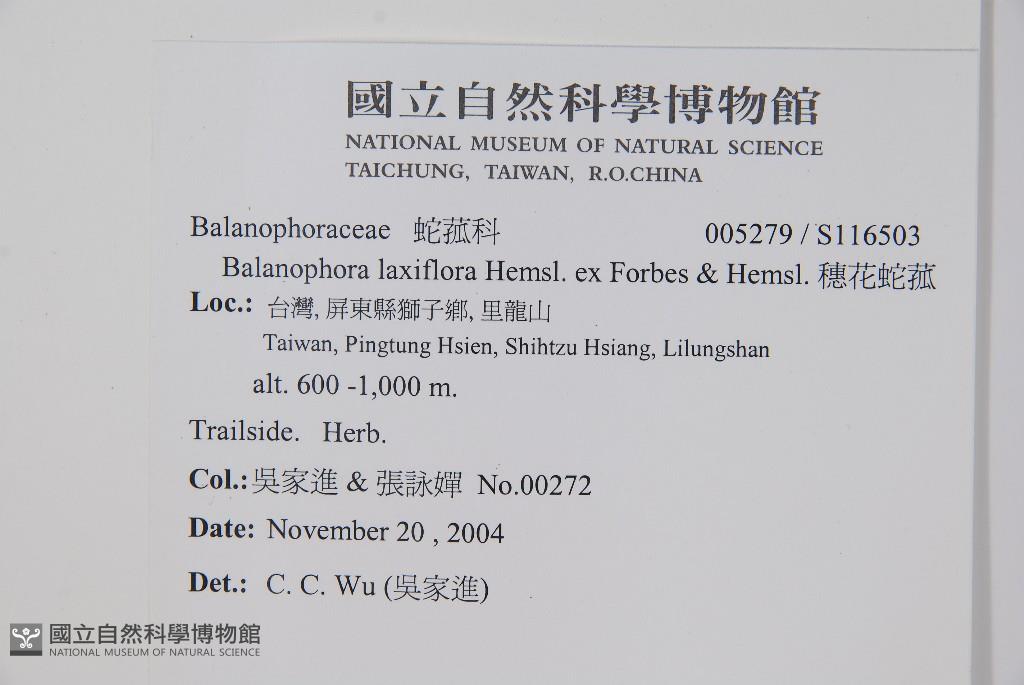 國立自然科學博物館
NATIONAL MUSEUM OF NATURAL SCIENCE
TAICHUNG, TAIWAN, R.O.CHINA
Balanophoraceae 蛇菰科 005279 / S116503
Balanophora laxiflora Hemsl. ex Forbes & Hemsl. 穗花蛇菰
Loc.: 台灣, 屏東縣獅子鄉, 里龍山
Taiwan, Pingtung Hsien, Shihtzu Hsiang, Lilungshan
alt. 600 -1,000 m.
Trailside. Herb.
Col.: 吳家進 & 張詠嬋 No.00272
Date: November 20 , 2004
Det.: C. C. Wu (吳家進)
國立自然科學博物館
NATIONAL MUSEUM OF NATURAL SCIENCE